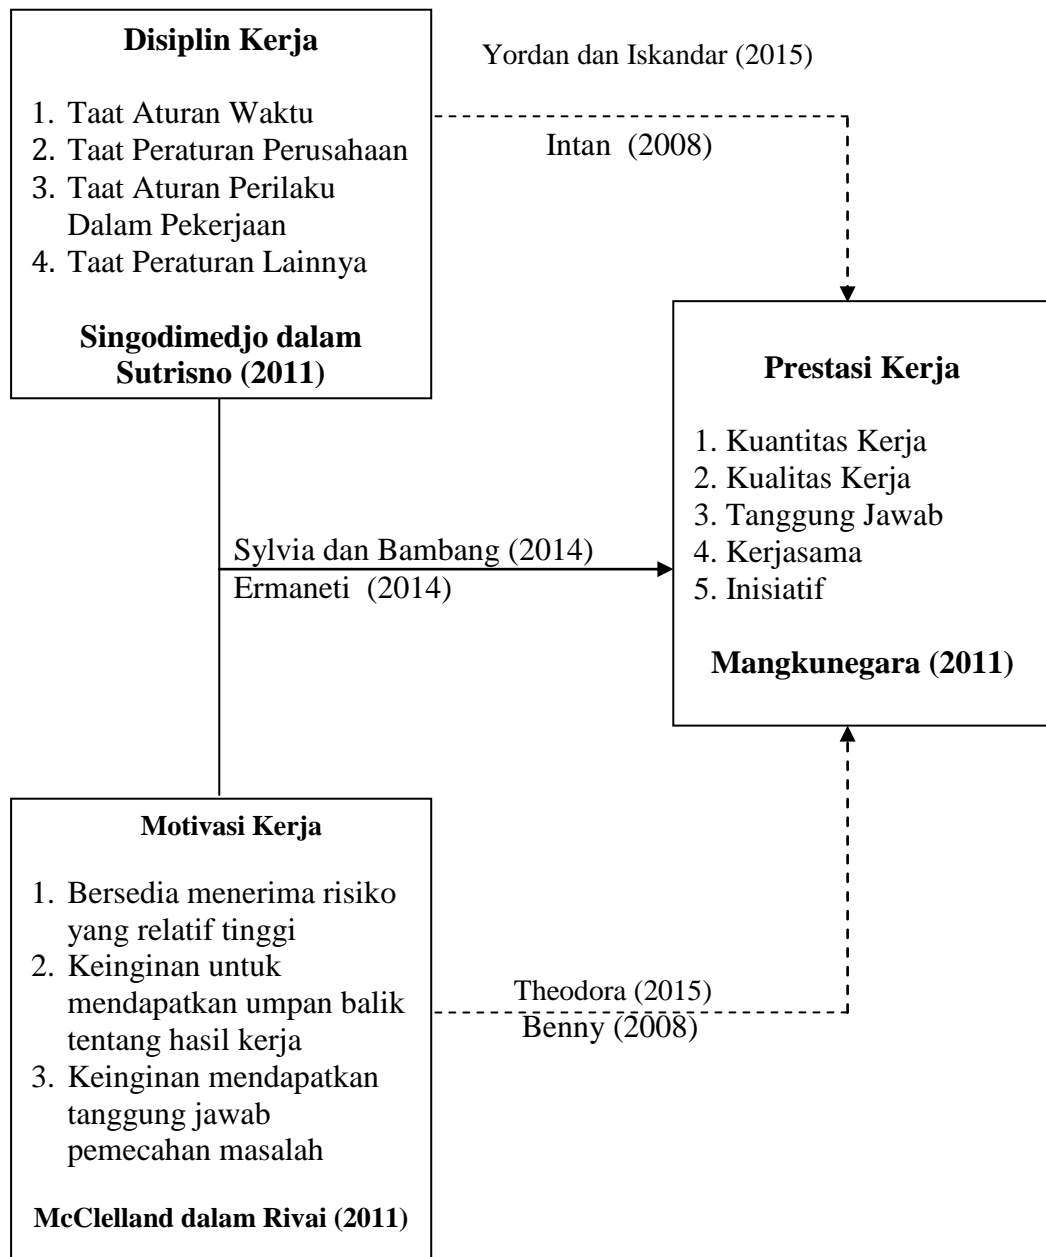 Disiplin Kerja
1. Taat Aturan Waktu
2. Taat Peraturan Perusahaan
3. Taat Aturan Perilaku
Dalam Pekerjaan
4. Taat Peraturan Lainnya
Singodimedjo dalam
Sutrisno (2011)
Yordan dan Iskandar (2015)
Intan (2008)
Prestasi Kerja
1. Kuantitas Kerja
2. Kualitas Kerja
3. Tanggung Jawab
4. Kerjasama
5. Inisiatif
Mangkunegara (2011)
Sylvia dan Bambang (2014)
Ermaneti (2014)
Motivasi Kerja
1. Bersedia menerima risiko
yang relatif tinggi
2. Keinginan untuk
mendapatkan umpan balik
tentang hasil kerja
3. Keinginan mendapatkan
tanggung jawab
pemecahan masalah
McClelland dalam Rivai (2011)
Theodora (2015)
Benny (2008)